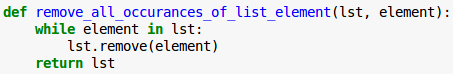 def remove_all_occurances_of_list_element(lst, element):
    while element in lst:
        lst.remove(element)
    return lst